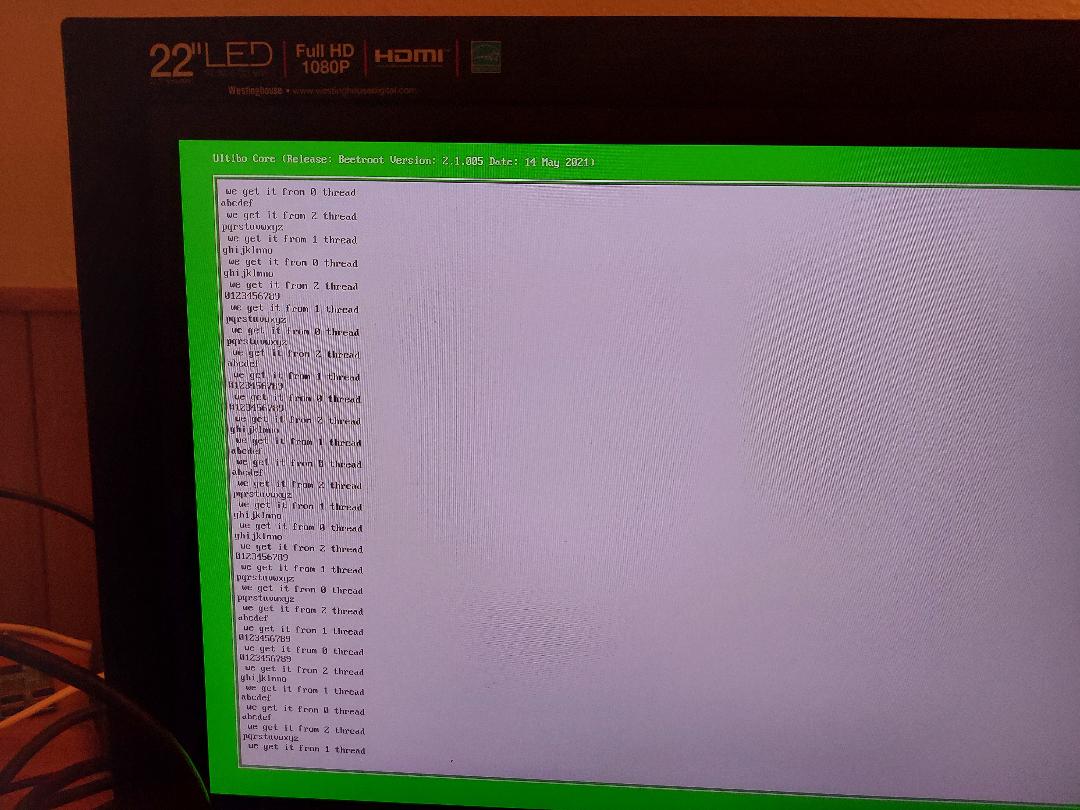 22" LED Full HD 1080P HDMI
Westinghouse • www.westinghousedigital.com
Ultibo Core (Release: Beetroot Version: 2.1.005 Date: 14 May 2021)
we get it from 0 thread
abcdef
we get it from 2 thread
pqrstuvwxyz
we get it from 1 thread
ghijklmno
we get it from 0 thread
ghijklmno
we get it from 2 thread
0123456789
we get it from 1 thread
pqrstuvwxyz
we get it from 0 thread
pqrstuvwxyz
we get it from 2 thread
abcdef
we get it from 1 thread
0123456789
we get it from 0 thread
0123456789
we get it from 2 thread
ghijklmno
we get it from 1 thread
abcdef
we get it from 0 thread
abcdef
we get it from 2 thread
pqrstuvwxyz
we get it from 1 thread
ghijklmno
we get it from 0 thread
ghijklmno
we get it from 2 thread
0123456789
we get it from 1 thread
pqrstuvwxyz
we get it from 0 thread
pqrstuvwxyz
we get it from 2 thread
abcdef
we get it from 1 thread
0123456789
we get it from 0 thread
0123456789
we get it from 2 thread
ghijklmno
we get it from 1 thread
abcdef
we get it from 0 thread
abcdef
we get it from 2 thread
pqrstuvwxyz
we get it from 1 thread